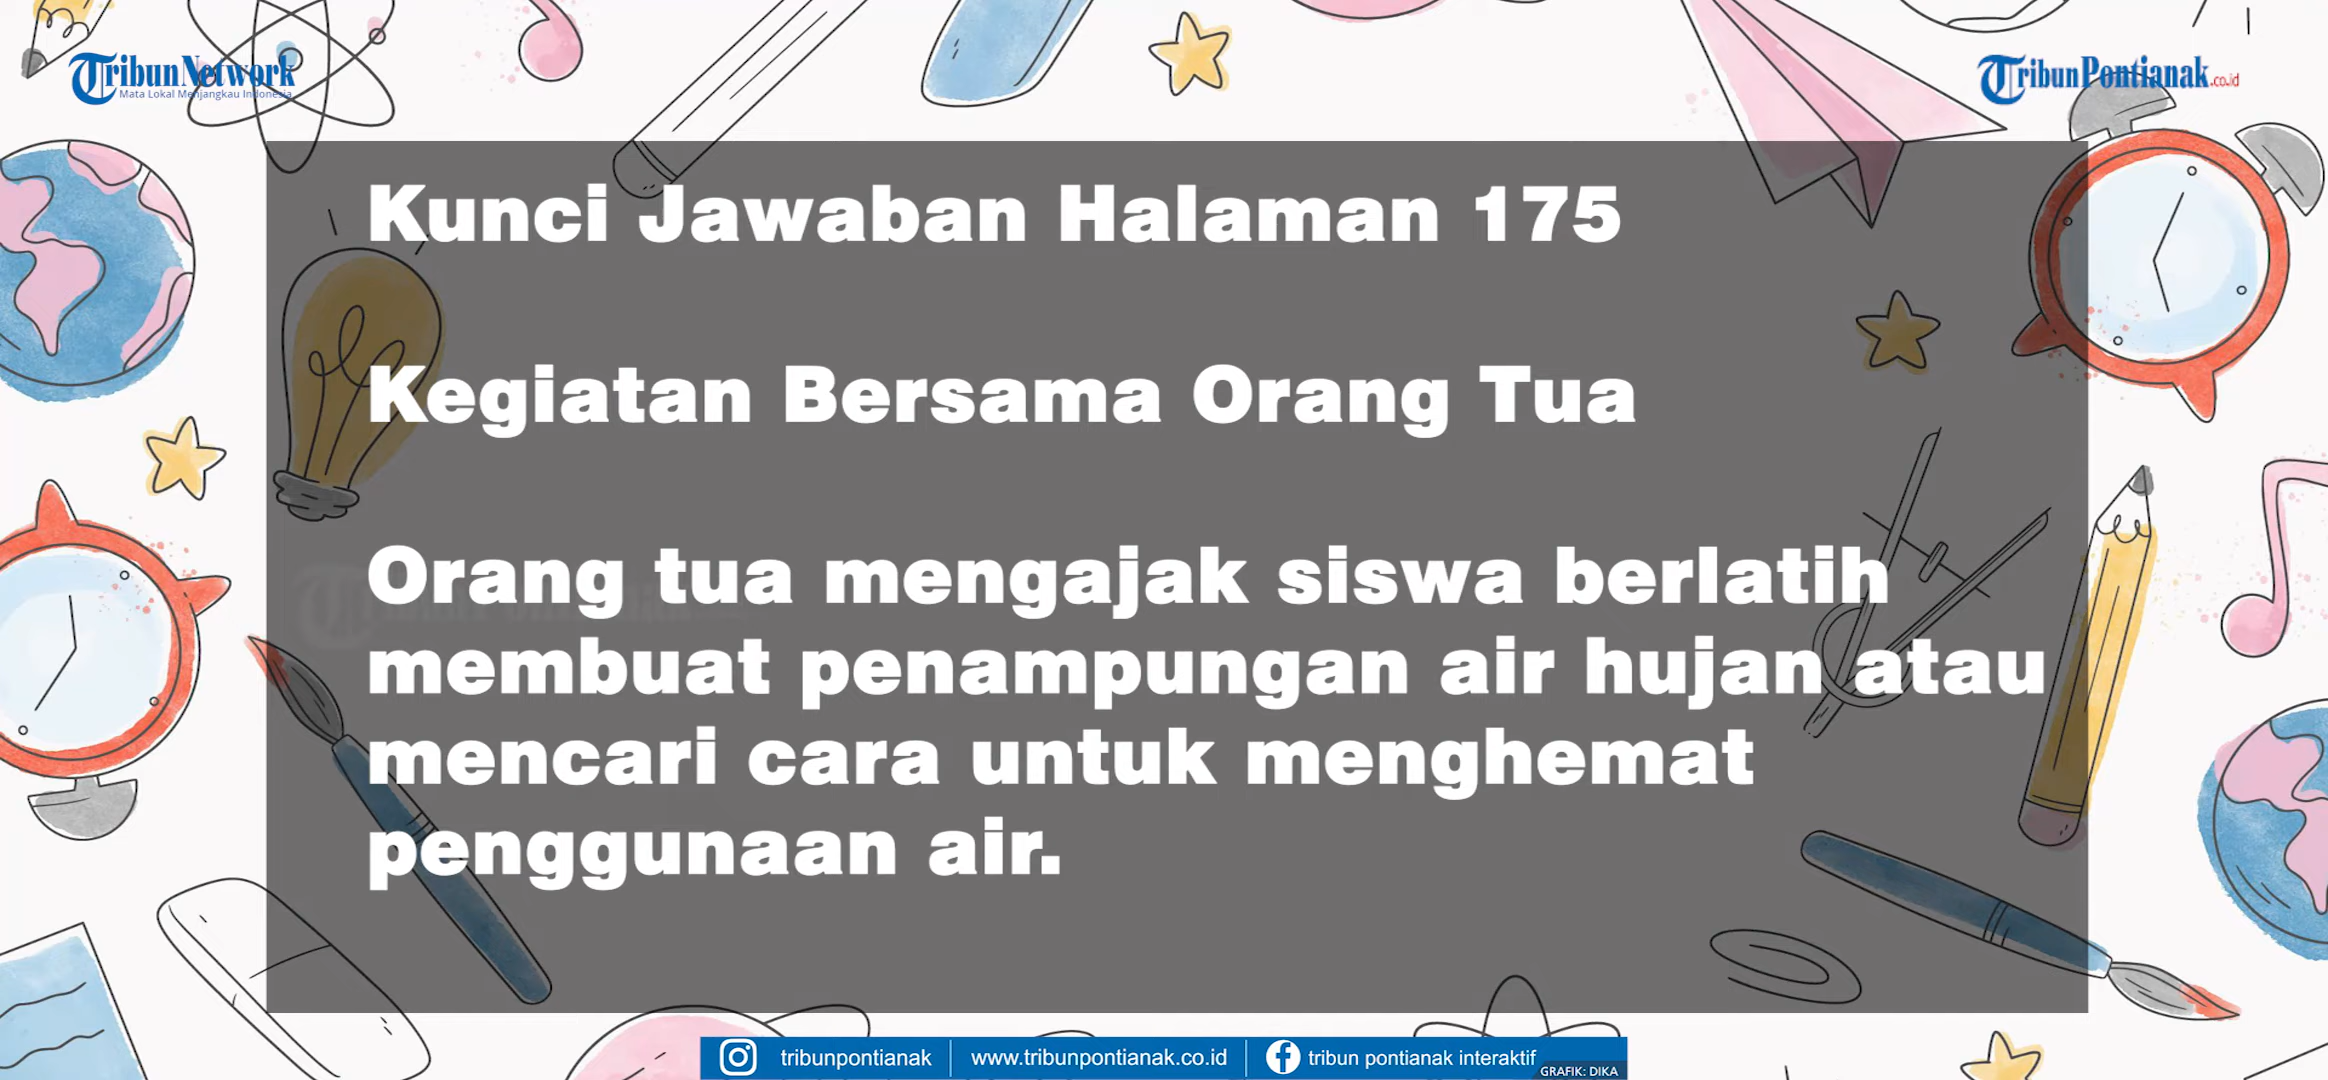 TribunNetwork
Mata Lokal Menjangkau Indonesia
TribunPontianak.co.id
Kunci Jawaban Halaman 175
Kegiatan Bersama Orang Tua
Orang tua mengajak siswa berlatih
membuat penampungan air hujan atau
mencari cara untuk menghemat
penggunaan air.
tribunpontianak
www.tribunpontianak.co.id
tribun pontianak interaktif
GRAFIK: DIKA